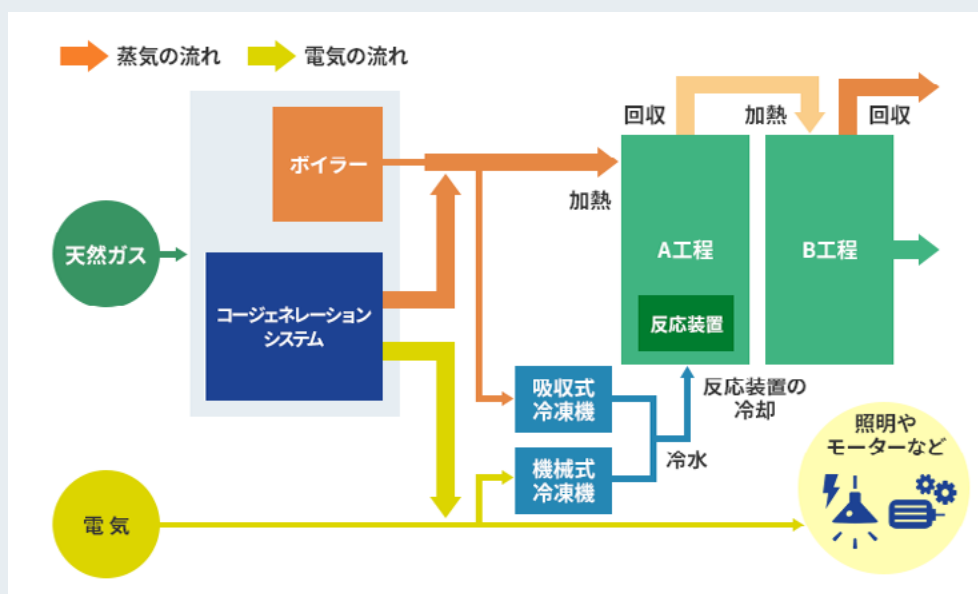 蒸気の流れ
電気の流れ
回収
加熱
回収
ボイラー
加熱
天然ガス
A工程
B工程
コージェネレーション
システム
反応装置
吸収式
冷凍機
反応装置の
冷却
照明や
モーターなど
冷水
機械式
冷凍機
電気